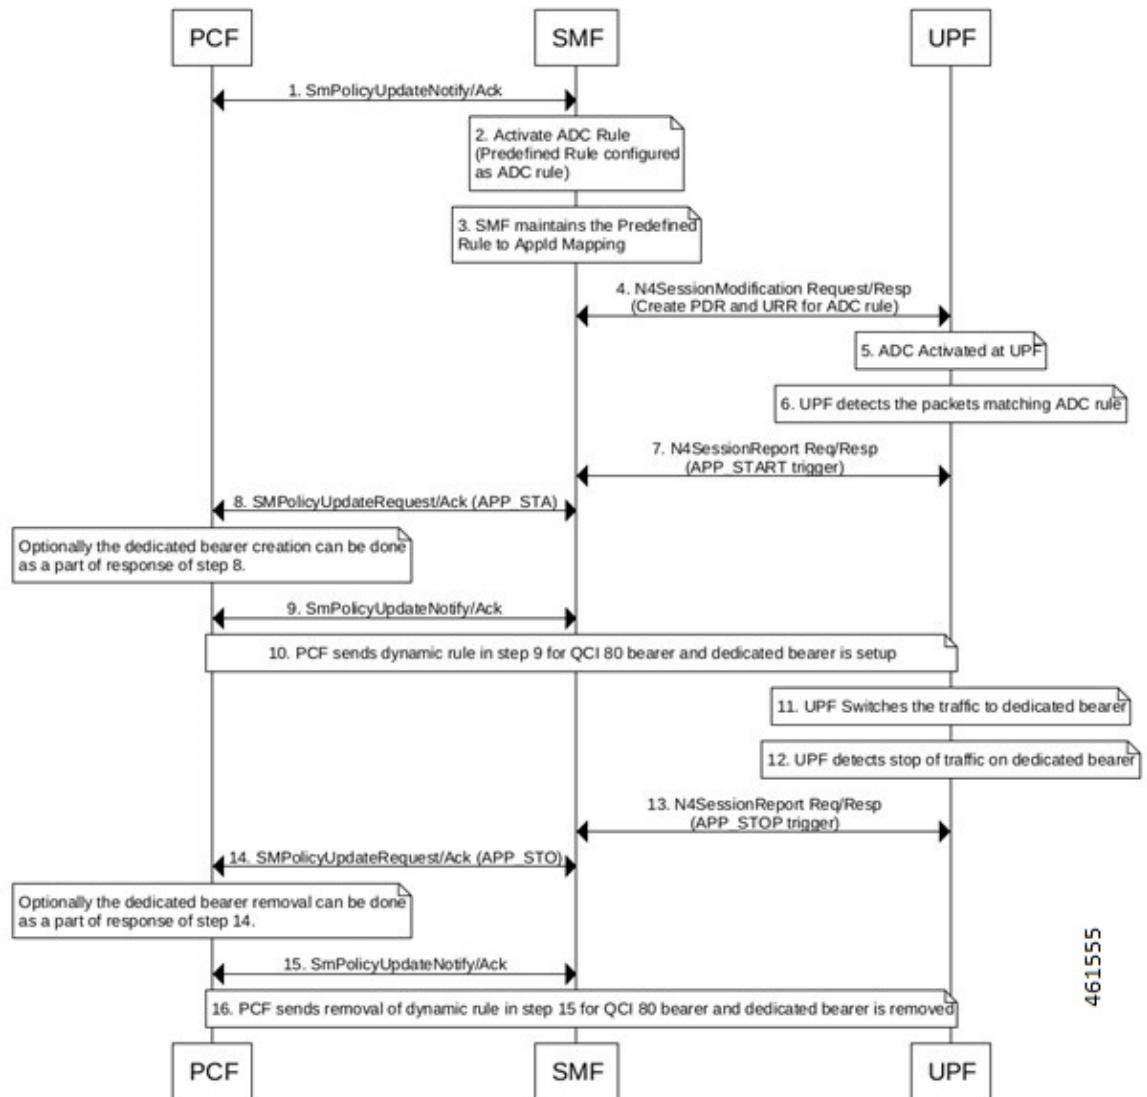 PCF
SMF
UPF
1. SmPolicyUpdateNotify/Ack
2. Activate ADC Rule
(Predefined Rule configured
as ADC rule)
3. SMF maintains the Predefined
Rule to AppId Mapping
4. N4SessionModification Request/Resp
(Create PDR and URR for ADC rule)
5. ADC Activated at UPF
6. UPF detects the packets matching ADC rule
7. N4SessionReport Req/Resp
(APP_START trigger)
8. SMPolicyUpdateRequest/Ack (APP_STA)
Optionally the dedicated bearer creation can be done
as a part of response of step 8.
9. SmPolicyUpdateNotify/Ack
10. PCF sends dynamic rule in step 9 for QCI 80 bearer and dedicated bearer is setup
11. UPF Switches the traffic to dedicated bearer
12. UPF detects stop of traffic on dedicated bearer
13. N4SessionReport Req/Resp
(APP_STOP trigger)
14. SMPolicyUpdateRequest/Ack (APP_STO)
Optionally the dedicated bearer removal can be done
as a part of response of step 14.
15. SmPolicyUpdateNotify/Ack
16. PCF sends removal of dynamic rule in step 15 for QCI 80 bearer and dedicated bearer is removed
461555
PCF
SMF
UPF